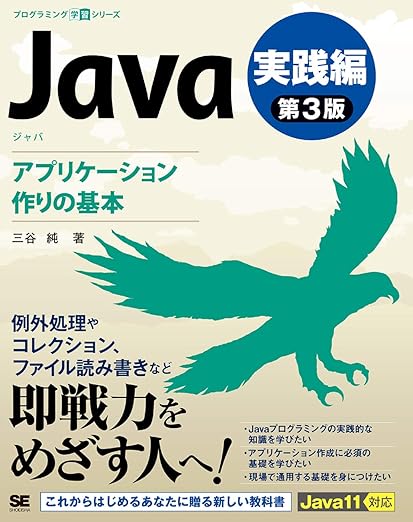 プログラミング学習シリーズ
Java
実践編
第3版
ジャバ
アプリケーション
作りの基本
三谷 純 著
例外処理や
コレクション、
ファイル読み書きなど
即戦力を
めざす人へ!
・Javaプログラミングの実践的な
知識を学びたい
・アプリケーション作成に必須の
基礎を学びたい
・現場で通用する基礎を身につけたい
SE
SHOEISHA
これからはじめるあなたに贈る新しい教科書
Java11対応